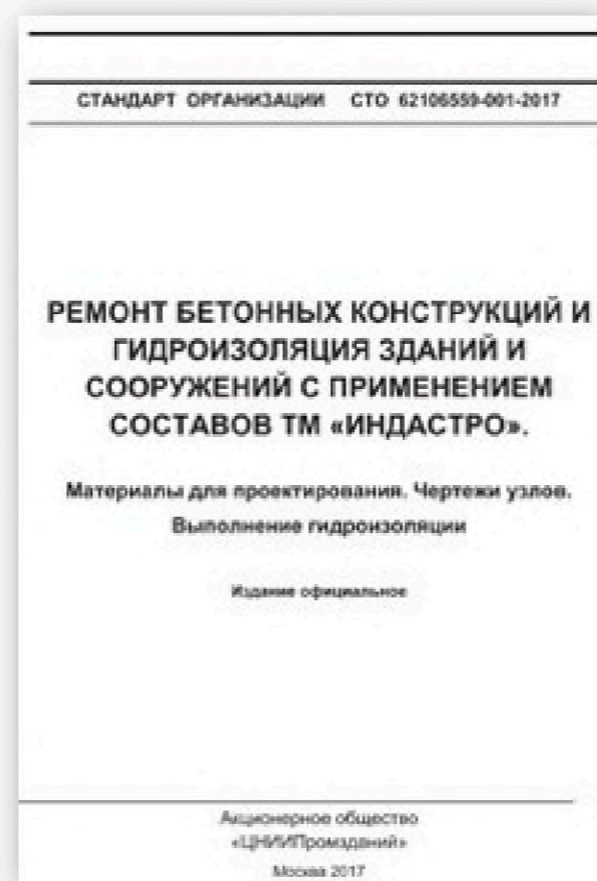 СТАНДАРТ ОРГАНИЗАЦИИ СТО 62106559-001-2017
РЕМОНТ БЕТОННЫХ КОНСТРУКЦИЙ И
ГИДРОИЗОЛЯЦИЯ ЗДАНИЙ И
СООРУЖЕНИЙ С ПРИМЕНЕНИЕМ
СОСТАВОВ ТМ «ИНДАСТРО».
Материалы для проектирования. Чертежи узлов.
Выполнение гидроизоляции
Издание официальное
Акционерное общество
«ЦНИИПромзданий»
Москва 2017